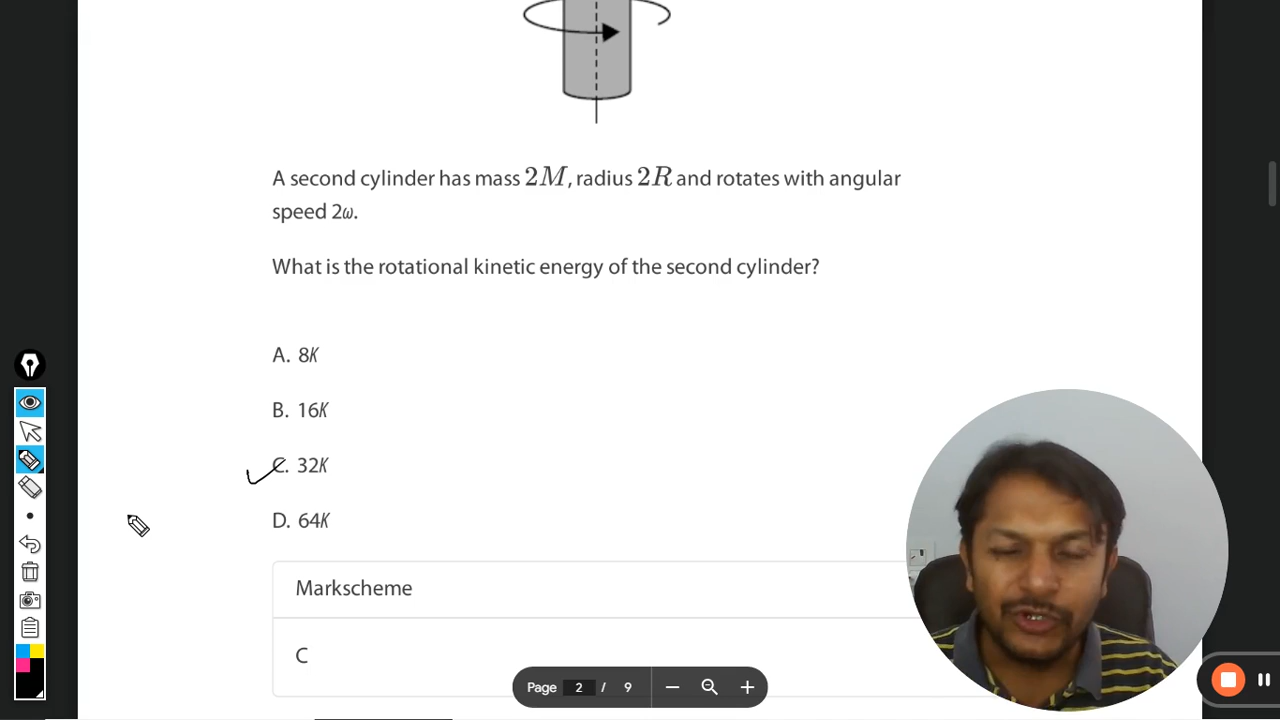 A second cylinder has mass 2M, radius 2R and rotates with angular
speed 2ω.
What is the rotational kinetic energy of the second cylinder?
A. 8K
B. 16K
C. 32K
D. 64K
Markscheme
C
Page 2 / 9